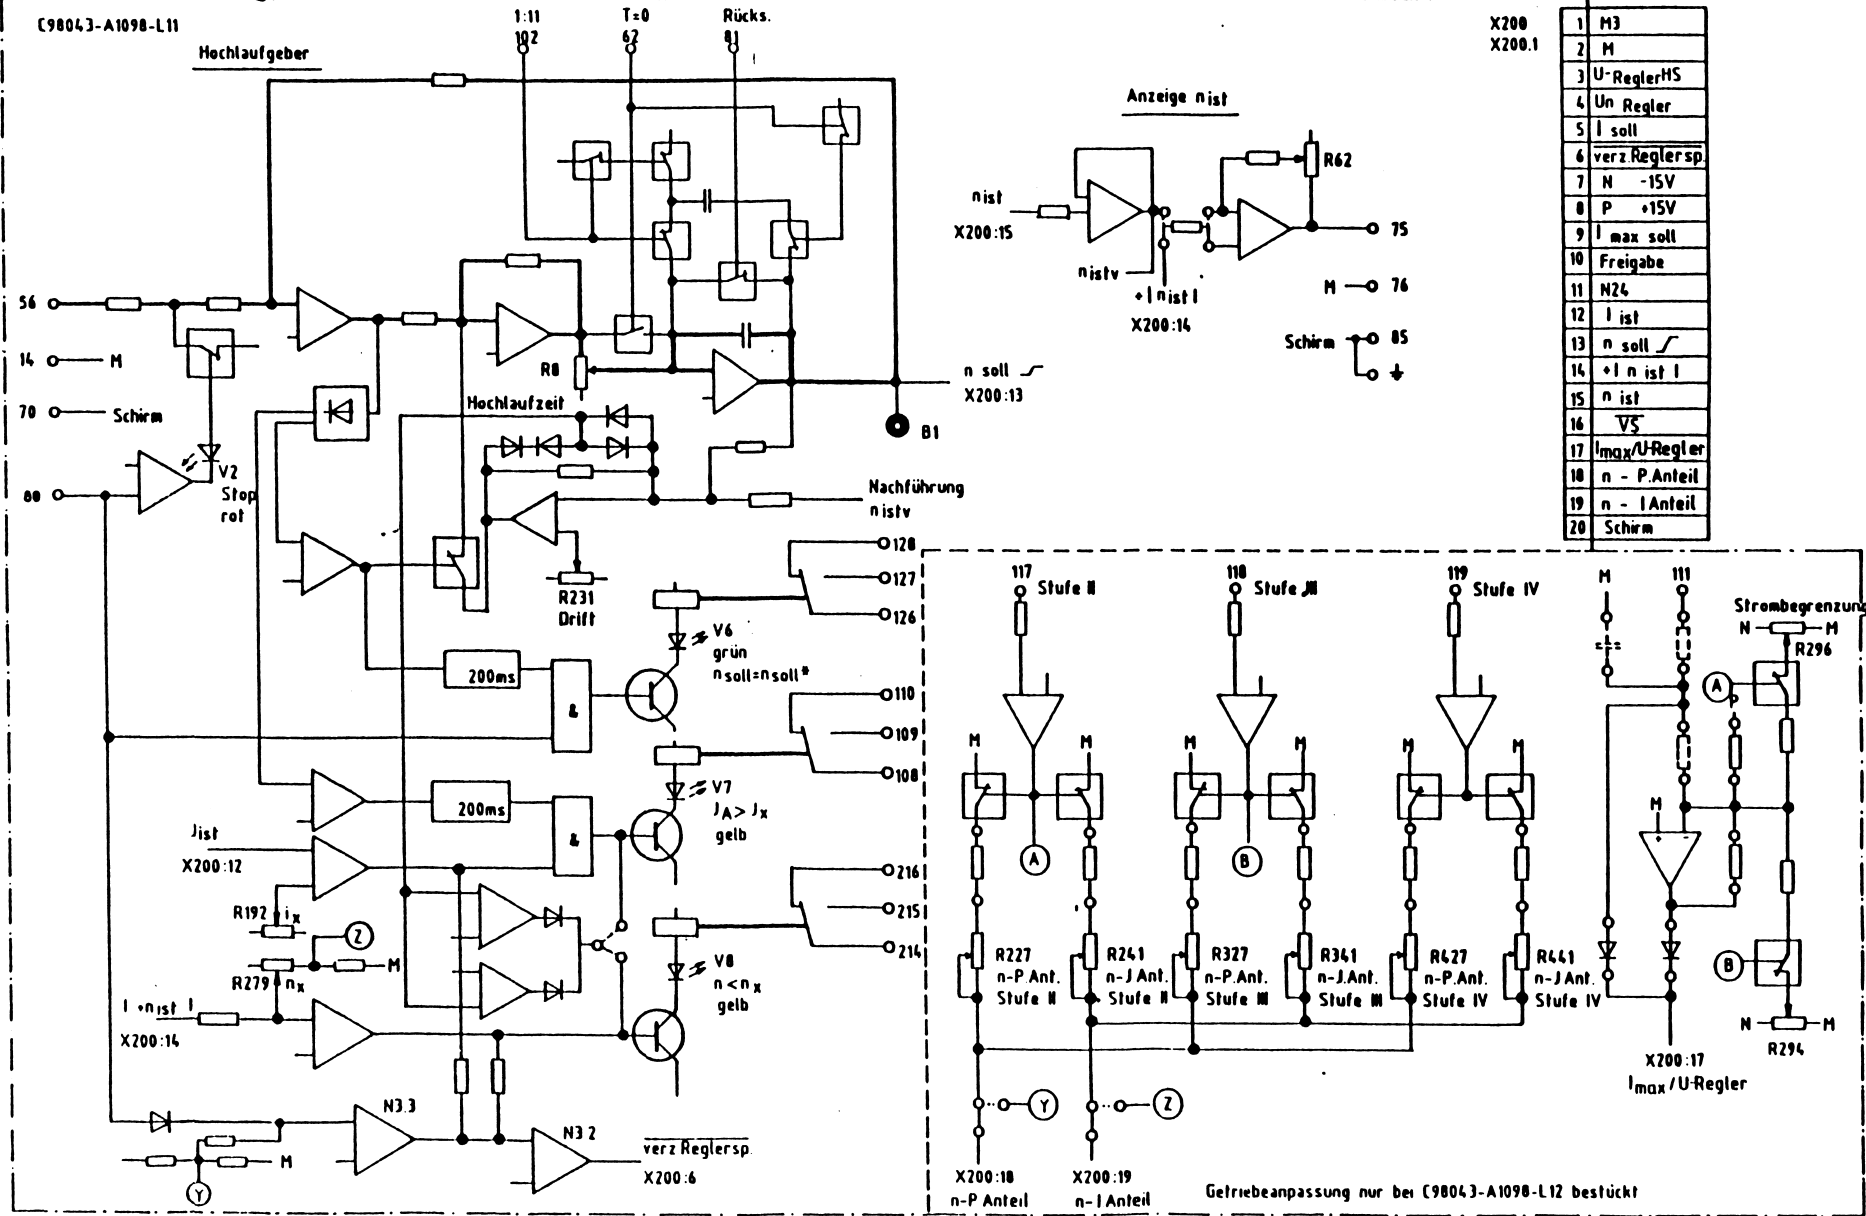 C98043-A1098-L11
Hochlaufgeber
1:11
102
T=0
62
Rücks.
81
X200
X200.1
1 M3
2 M
3 U-ReglerHS
4 Un Regler
5 I soll
6 verz.Reglersp.
7 N -15V
8 P +15V
9 I max soll
10 Freigabe
11 N24
12 I ist
13 n soll
14 +I n ist I
15 n ist
16 VS
17 Imax/U-Regler
18 n - P.Anteil
19 n - I Anteil
20 Schirm
Anzeige n ist
R62
n ist
X200:15
n istv
+I n ist I
X200:14
75
M 76
Schirm 85
56
14 M
70 Schirm
80
V2
Stop
rot
R8
Hochlaufzeit
n soll
X200:13
B1
Nachführung
n istv
R231
Drift
128
127
126
V6
grün
n soll=n soll*
200ms
&
110
109
108
V7
JA > Jx
gelb
200ms
&
Jist
X200:12
R192 ix
Z
M
R279 nx
I +nist I
X200:14
216
215
214
V8
n < nx
gelb
N3.3
N3.2
M
Y
verz Reglersp.
X200:6
117
Stufe II
118
Stufe III
119
Stufe IV
M
M
M
M
M
M
A
B
R227
n-P.Ant.
Stufe II
R241
n-J.Ant.
Stufe II
R327
n-P.Ant.
Stufe III
R341
n-J.Ant.
Stufe III
R427
n-P.Ant.
Stufe IV
R441
n-J Ant.
Stufe IV
Y
Z
X200:18
n-P Anteil
X200:19
n-I Anteil
M
111
Strombegrenzung
N M
R296
A
P
M
+ -
B
N M
R294
X200:17
Imax/U-Regler
Getriebeanpassung nur bei C98043-A1098-L12 bestückt